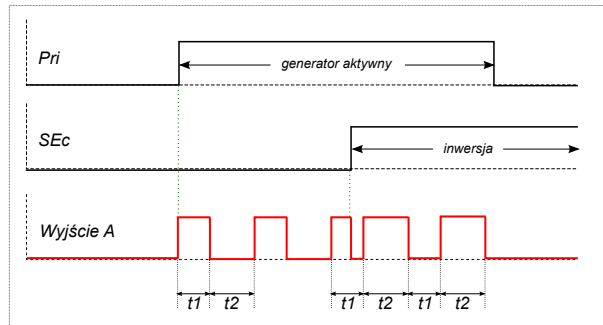 Pri
generator aktywny
SEc
inwersja
Wyjście A
t1 t2 t1 t2 t1 t2